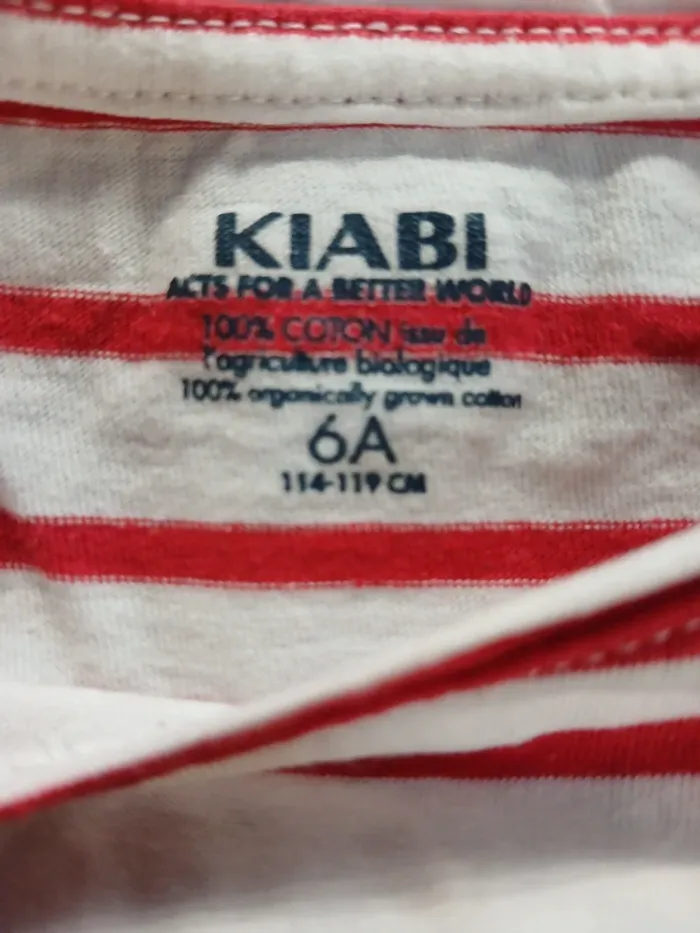 KIABI
ACTS FOR A BETTER WORLD
100% COTON issu de
l'agriculture biologique
100% organically grown cotton
6A
114-119 CM